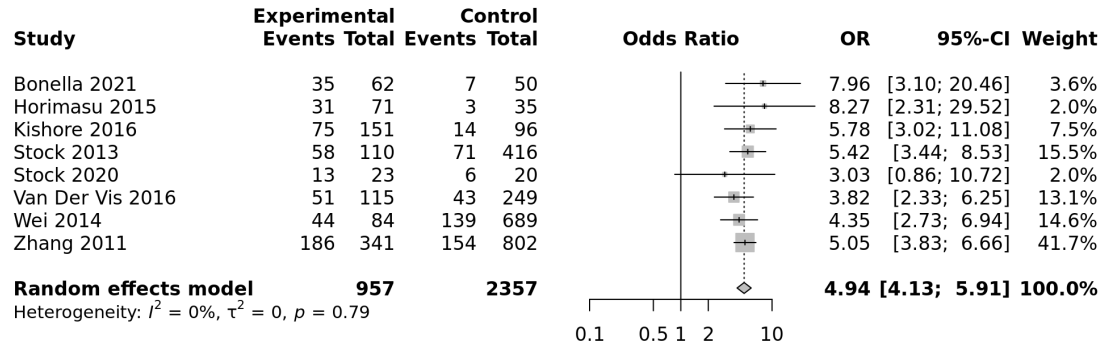 Experimental Control
Study Events Total Events Total Odds Ratio OR 95%-CI Weight
Bonella 2021 35 62 7 50 7.96 [3.10; 20.46] 3.6%
Horimasu 2015 31 71 3 35 8.27 [2.31; 29.52] 2.0%
Kishore 2016 75 151 14 96 5.78 [3.02; 11.08] 7.5%
Stock 2013 58 110 71 416 5.42 [3.44; 8.53] 15.5%
Stock 2020 13 23 6 20 3.03 [0.86; 10.72] 2.0%
Van Der Vis 2016 51 115 43 249 3.82 [2.33; 6.25] 13.1%
Wei 2014 44 84 139 689 4.35 [2.73; 6.94] 14.6%
Zhang 2011 186 341 154 802 5.05 [3.83; 6.66] 41.7%
Random effects model 957 2357 4.94 [4.13; 5.91] 100.0%
Heterogeneity: I² = 0%, τ² = 0, p = 0.79
0.1 0.5 1 2 10